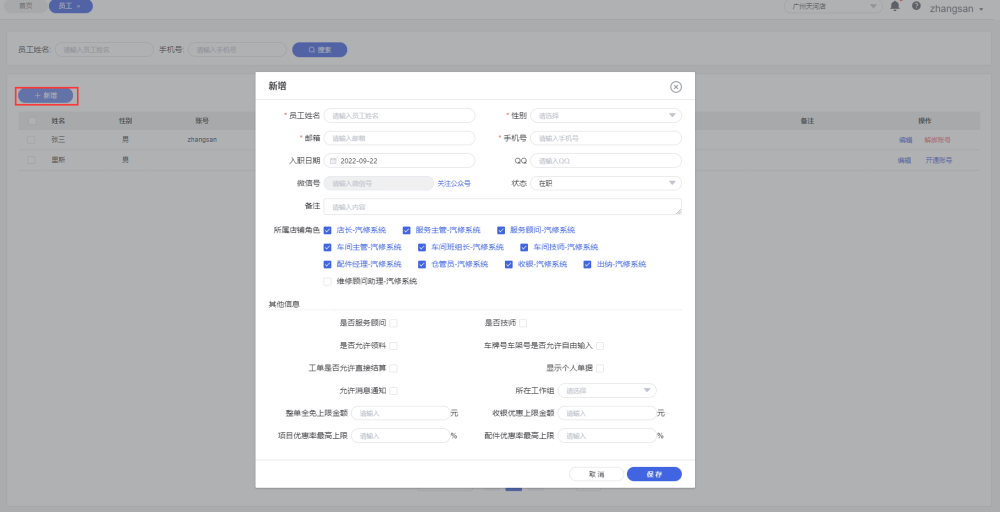 首页 员工 广州天河店 zhangsan
员工姓名: 请输入员工姓名 手机号: 请输入手机号 搜索
+ 新增
姓名 性别 账号 备注 操作
张三 男 zhangsan 编辑 解绑账号
里斯 男 编辑 开通账号
新增
* 员工姓名 请输入员工姓名 * 性别 请选择
* 邮箱 请输入邮箱 * 手机号 请输入手机号
入职日期 2022-09-22 QQ 请输入QQ
微信号 请输入微信号 关注公众号 状态 在职
备注 请输入内容
所属店铺角色 店长-汽修系统 服务主管-汽修系统 服务顾问-汽修系统
车间主管-汽修系统 车间班组长-汽修系统 车间技师-汽修系统
配件经理-汽修系统 仓管员-汽修系统 收银-汽修系统 出纳-汽修系统
维修顾问助理-汽修系统
其他信息
是否服务顾问 是否技师
是否允许领料 车牌号车架号是否允许自由输入
工单是否允许直接结算 显示个人单据
允许消息通知 所在工作组 请选择
整单全免上限金额 请输入 元 收银优惠上限金额 请输入 元
项目优惠率最高上限 请输入 % 配件优惠率最高上限 请输入 %
取消 保存